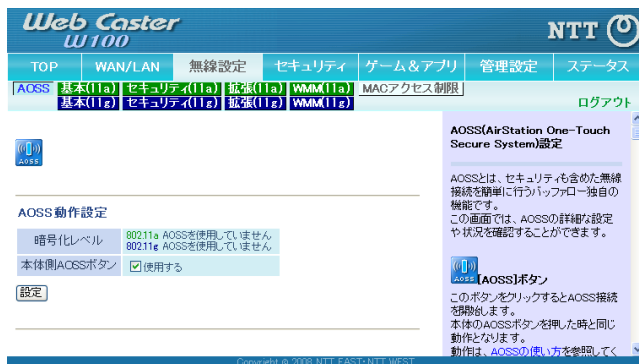 Web Caster
W100
NTT
TOP WAN/LAN 無線設定 セキュリティ ゲーム＆アプリ 管理設定 ステータス
AOSS 基本(11a) セキュリティ(11a) 拡張(11a) WMM(11a) MACアクセス制限
基本(11g) セキュリティ(11g) 拡張(11g) WMM(11g)
ログアウト
AOSS
AOSS動作設定
暗号化レベル 802.11a AOSSを使用していません
802.11g AOSSを使用していません
本体側AOSSボタン 使用する
設定
AOSS(AirStation One-Touch
Secure System)設定
AOSSとは、セキュリティも含めた無線
接続を簡単に行うバッファロー独自の
機能です。
この画面では、AOSSの詳細な設定
や状況を確認することができます。
AOSS [AOSS]ボタン
このボタンをクリックするとAOSS接続
を開始します。
本体のAOSSボタンを押した時と同じ
動作となります。
動作は、AOSSの使い方を参照してく
Copyright © 2008 NTT EAST・NTT WEST